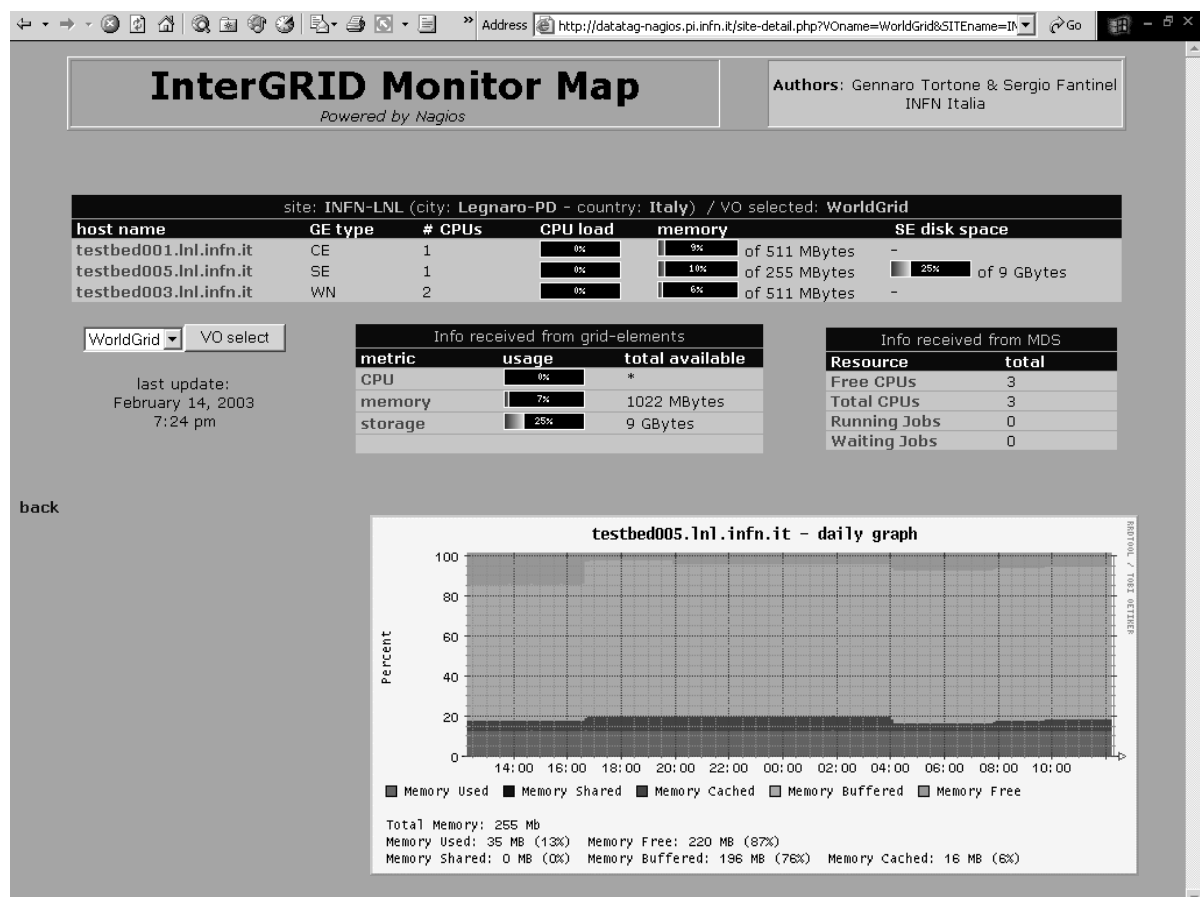 » Address http://datatag-nagios.pi.infn.it/site-detail.php?VOname=WorldGrid&SITEname=IN Go
InterGRID Monitor Map
Powered by Nagios
Authors: Gennaro Tortone & Sergio Fantinel
INFN Italia
site: INFN-LNL (city: Legnaro-PD - country: Italy) / VO selected: WorldGrid
host name GE type # CPUs CPU load memory SE disk space
testbed001.lnl.infn.it CE 1 0% 9% of 511 MBytes -
testbed005.lnl.infn.it SE 1 0% 10% of 255 MBytes 25% of 9 GBytes
testbed003.lnl.infn.it WN 2 0% 6% of 511 MBytes -
WorldGrid VO select
last update:
February 14, 2003
7:24 pm
Info received from grid-elements
metric usage total available
CPU 0% *
memory 7% 1022 MBytes
storage 25% 9 GBytes
Info received from MDS
Resource total
Free CPUs 3
Total CPUs 3
Running Jobs 0
Waiting Jobs 0
back
testbed005.lnl.infn.it - daily graph
RRDTOOL / TOBI OETIKER
Percent
100
80
60
40
20
0
14:00 16:00 18:00 20:00 22:00 00:00 02:00 04:00 06:00 08:00 10:00
Memory Used Memory Shared Memory Cached Memory Buffered Memory Free
Total Memory: 255 Mb
Memory Used: 35 MB (13%) Memory Free: 220 MB (87%)
Memory Shared: 0 MB (0%) Memory Buffered: 196 MB (76%) Memory Cached: 16 MB (6%)